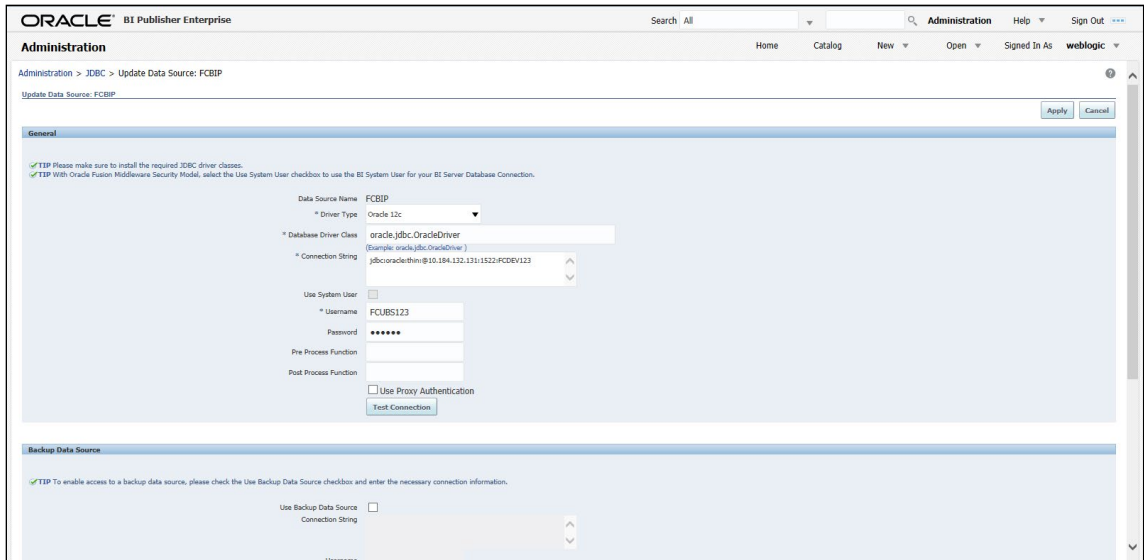 ORACLE BI Publisher Enterprise Search All Administration Help Sign Out
Administration Home Catalog New Open Signed In As weblogic
Administration > JDBC > Update Data Source: FCBIP
Update Data Source: FCBIP
Apply Cancel
General
TIP Please make sure to install the required JDBC driver classes.
TIP With Oracle Fusion Middleware Security Model, select the Use System User checkbox to use the BI System User for your BI Server Database Connection.
Data Source Name FCBIP
* Driver Type Oracle 12c
* Database Driver Class oracle.jdbc.OracleDriver
(Example: oracle.jdbc.OracleDriver )
* Connection String jdbc:oracle:thin:@10.184.132.131:1522:FCDEV123
Use System User
* Username FCUBS123
Password ••••••
Pre Process Function
Post Process Function
Use Proxy Authentication
Test Connection
Backup Data Source
TIP To enable access to a backup data source, please check the Use Backup Data Source checkbox and enter the necessary connection information.
Use Backup Data Source
Connection String
Username